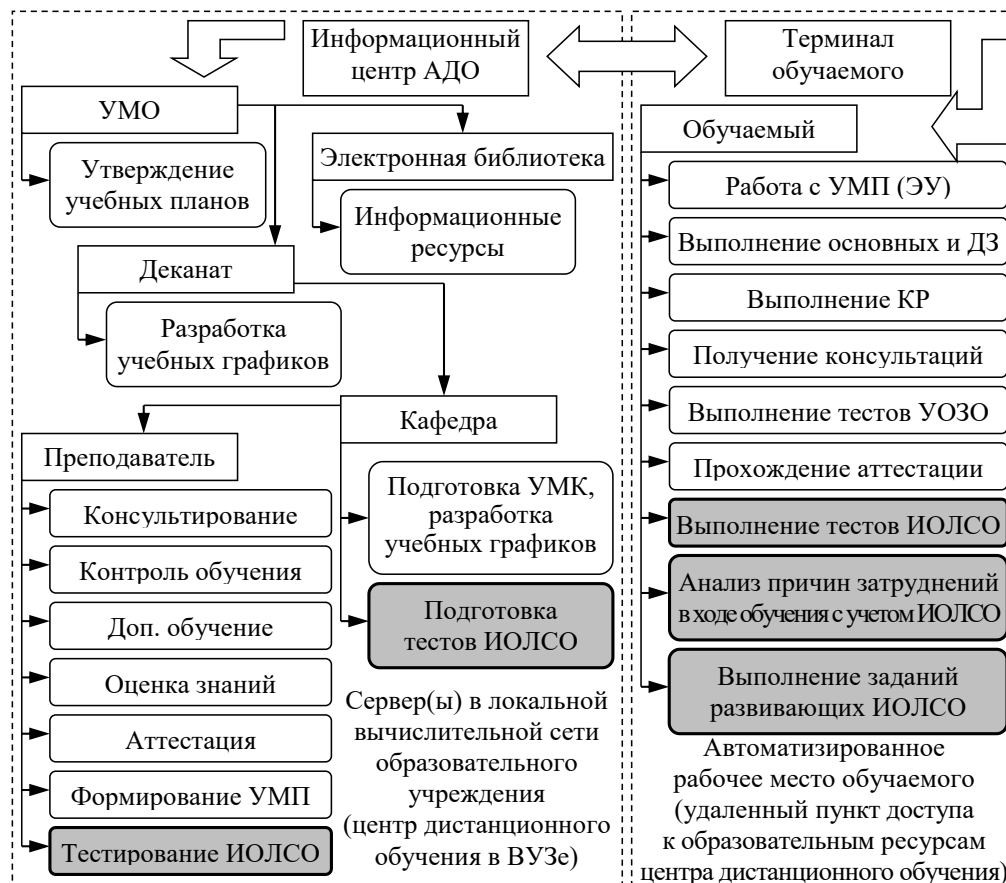 Информационный
центр АДО
УМО
Утверждение
учебных планов
Электронная библиотека
Информационные
ресурсы
Деканат
Разработка
учебных графиков
Кафедра
Подготовка УМК,
разработка
учебных графиков
Подготовка
тестов ИОЛСО
Преподаватель
Консультирование
Контроль обучения
Доп. обучение
Оценка знаний
Аттестация
Формирование УМП
Тестирование ИОЛСО
Сервер(ы) в локальной
вычислительной сети
образовательного
учреждения
(центр дистанционного
обучения в ВУЗе)
Терминал
обучаемого
Обучаемый
Работа с УМП (ЭУ)
Выполнение основных и ДЗ
Выполнение КР
Получение консультаций
Выполнение тестов УОЗО
Прохождение аттестации
Выполнение тестов ИОЛСО
Анализ причин затруднений
в ходе обучения с учетом ИОЛСО
Выполнение заданий
развивающих ИОЛСО
Автоматизированное
рабочее место обучаемого
(удаленный пункт доступа
к образовательным ресурсам
центра дистанционного обучения)